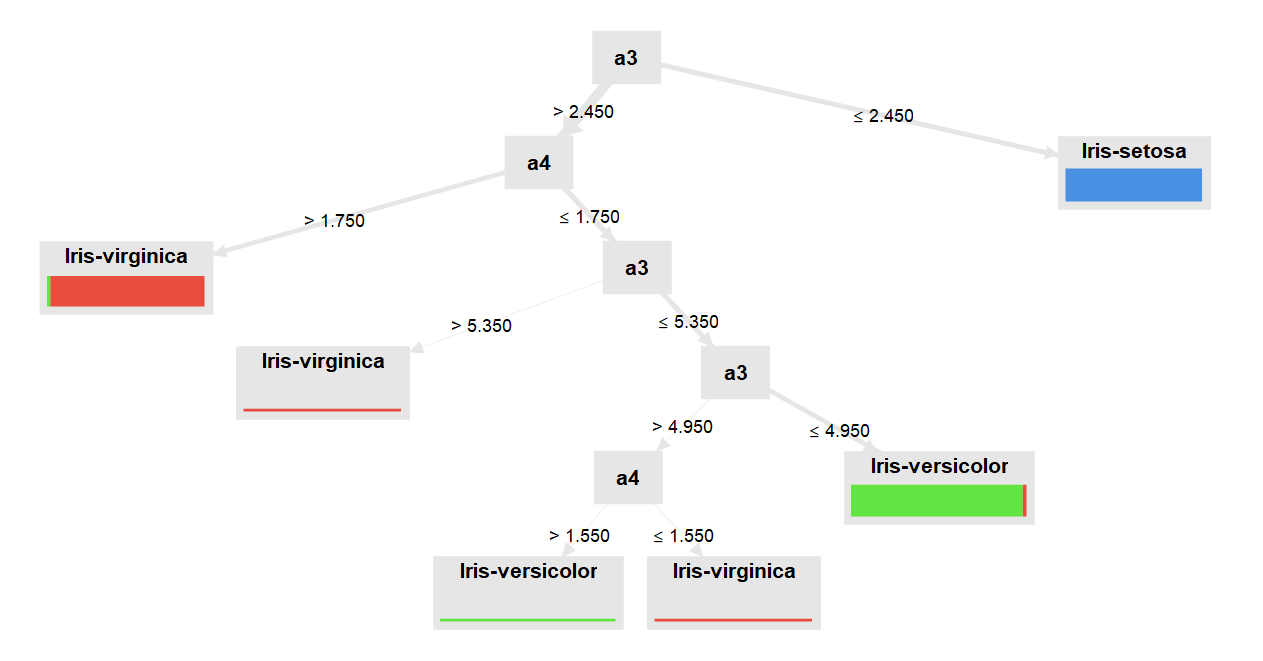 a3
> 2.450
≤ 2.450
a4
Iris-setosa
> 1.750
≤ 1.750
Iris-virginica
a3
> 5.350
≤ 5.350
Iris-virginica
a3
> 4.950
≤ 4.950
a4
Iris-versicolor
> 1.550
≤ 1.550
Iris-versicolor
Iris-virginica